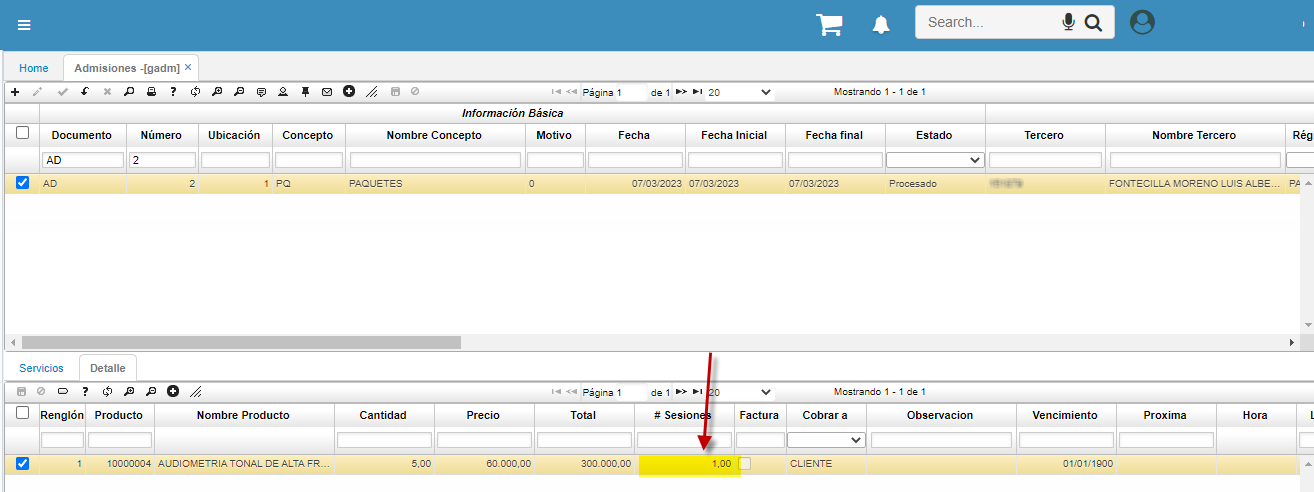 Search...
Home Admisiones -[gadm] ×
Página 1 de 1 20 Mostrando 1 - 1 de 1
Información Básica
Documento Número Ubicación Concepto Nombre Concepto Motivo Fecha Fecha Inicial Fecha final Estado Tercero Nombre Tercero Rég
AD 2
AD 2 1 PQ PAQUETES 0 07/03/2023 07/03/2023 07/03/2023 Procesado FONTECILLA MORENO LUIS ALBE... PA
Servicios Detalle
Página 1 de 1 20 Mostrando 1 - 1 de 1
Renglón Producto Nombre Producto Cantidad Precio Total # Sesiones Factura Cobrar a Observacion Vencimiento Proxima Hora L
1 10000004 AUDIOMETRIA TONAL DE ALTA FR... 5,00 60.000,00 300.000,00 1,00 CLIENTE 01/01/1900